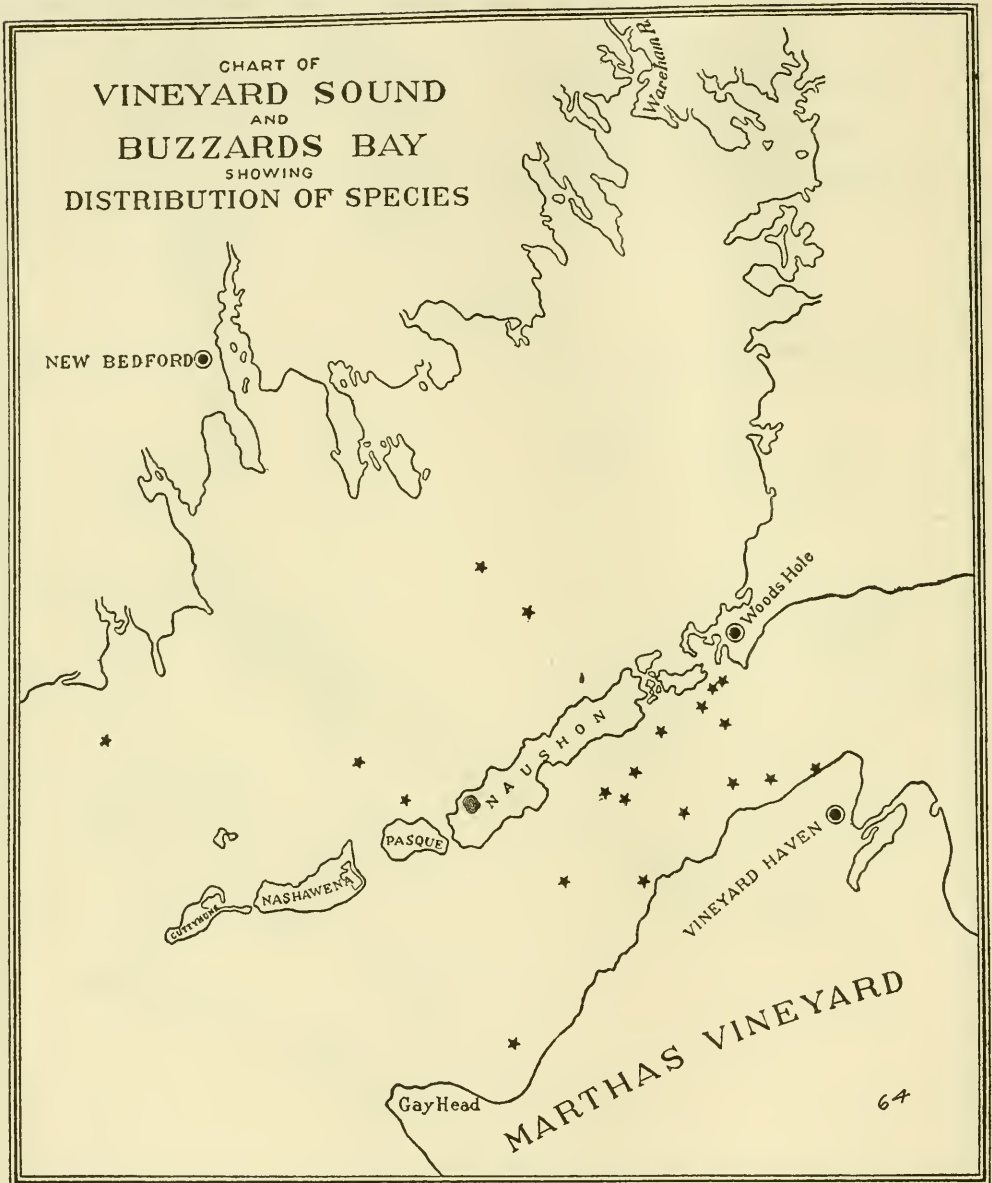 CHART OF
VINEYARD SOUND
AND
BUZZARDS BAY
SHOWING
DISTRIBUTION OF SPECIES
Wareham R.
NEW BEDFORD
Woods Hole
NAUSHON
PASQUE
NASHAWENA
CUTTYHUNK
VINEYARD HAVEN
MARTHAS VINEYARD
Gay Head
64